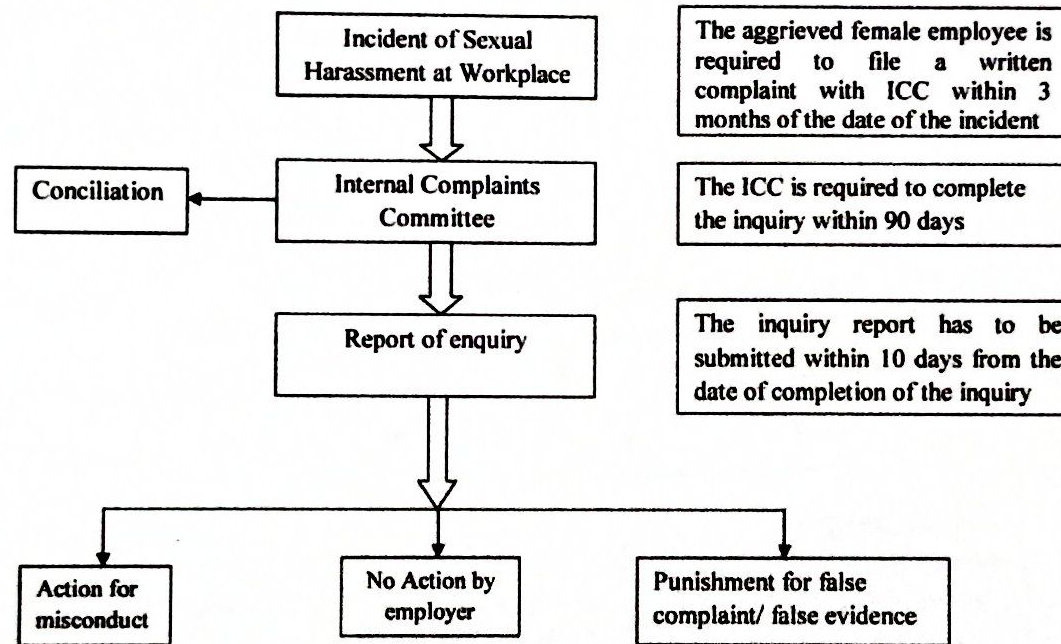 Incident of Sexual
Harassment at Workplace
The aggrieved female employee is
required to file a written
complaint with ICC within 3
months of the date of the incident
Conciliation
Internal Complaints
Committee
The ICC is required to complete
the inquiry within 90 days
Report of enquiry
The inquiry report has to be
submitted within 10 days from the
date of completion of the inquiry
Action for
misconduct
No Action by
employer
Punishment for false
complaint/ false evidence